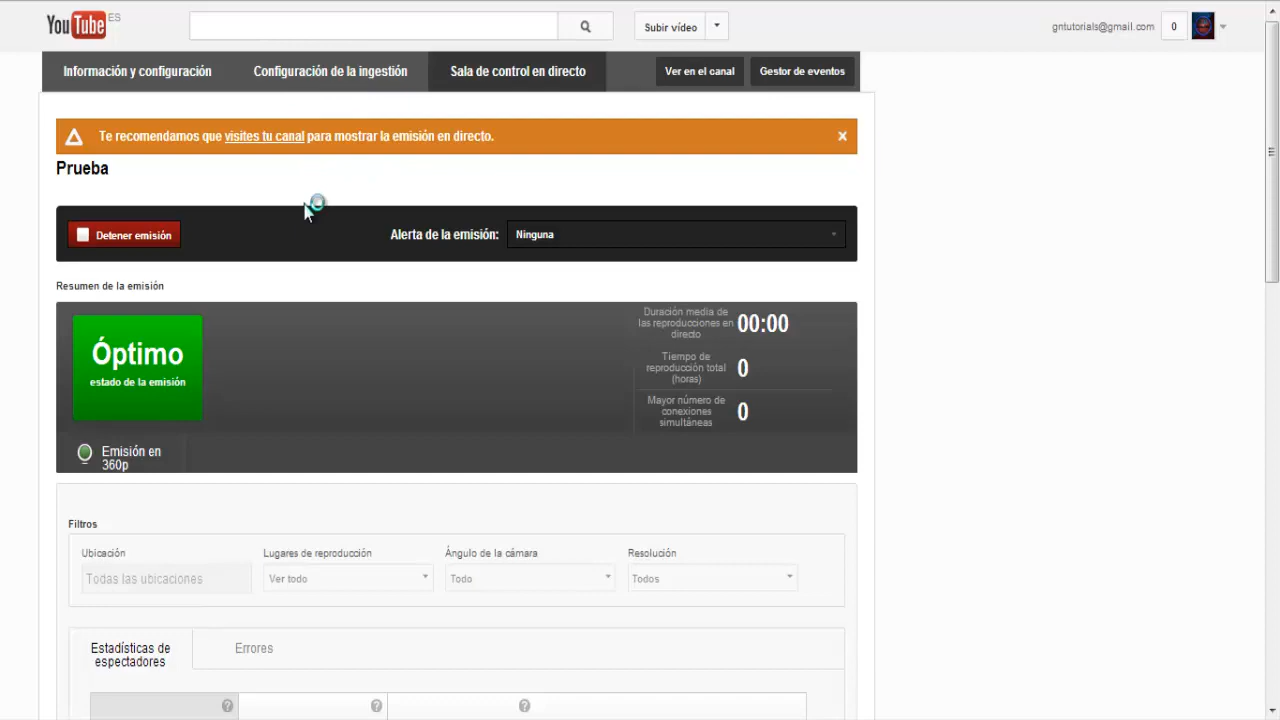 YouTube ES
Subir vídeo
gntutorials@gmail.com
0
Información y configuración
Configuración de la ingestión
Sala de control en directo
Ver en el canal
Gestor de eventos
Te recomendamos que visites tu canal para mostrar la emisión en directo.
Prueba
Detener emisión
Alerta de la emisión:
Ninguna
Resumen de la emisión
Óptimo
estado de la emisión
Duración media de
las reproducciones en
directo
00:00
Tiempo de
reproducción total
(horas)
0
Mayor número de
conexiones
simultáneas
0
Emisión en
360p
Filtros
Ubicación
Lugares de reproducción
Ángulo de la cámara
Resolución
Todas las ubicaciones
Ver todo
Todo
Todos
Estadísticas de
espectadores
Errores
?
?
?